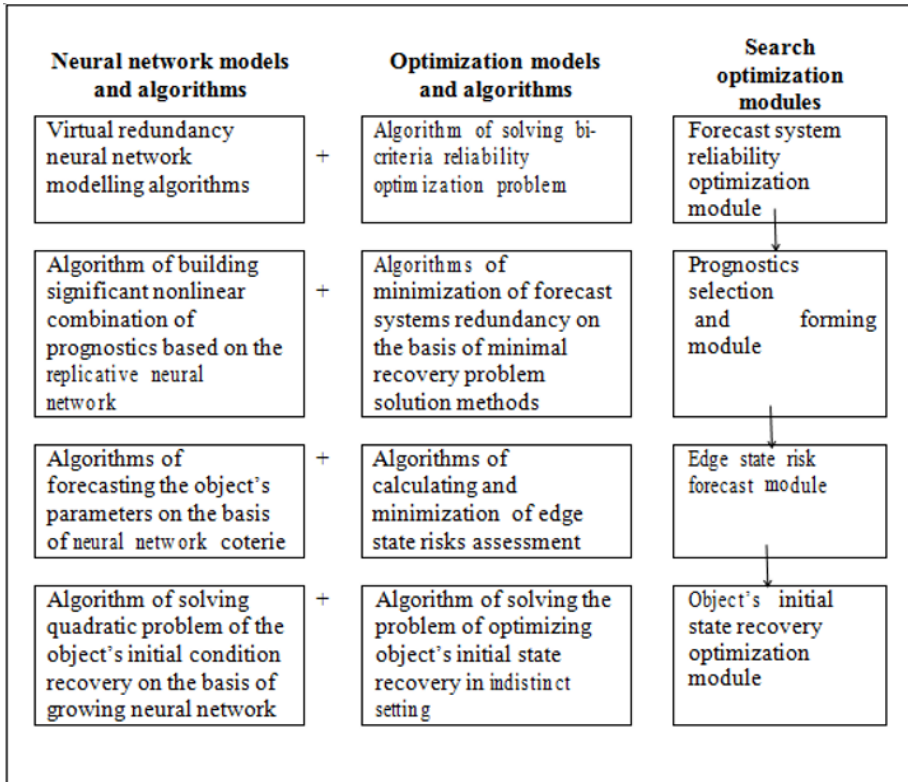 Neural network models
and algorithms
Optimization models
and algorithms
Search
optimization
modules
Virtual redundancy
neural network
modelling algorithms
+
Algorithm of solving bi-
criteria reliability
optimization problem
Forecast system
reliability
optimization
module
Algorithm of building
significant nonlinear
combination of
prognostics based on the
replicative neural
network
+
Algorithms of
minimization of forecast
systems redundancy on
the basis of minimal
recovery problem
solution methods
Prognostics
selection
and forming
module
Algorithms of
forecasting the object's
parameters on the basis
of neural network coterie
+
Algorithms of
calculating and
minimization of edge
state risks assessment
Edge state risk
forecast module
Algorithm of solving
quadratic problem of the
object's initial condition
recovery on the basis of
growing neural network
+
Algorithm of solving the
problem of optimizing
object's initial state
recovery in indistinct
setting
Object's initial
state recovery
optimization
module